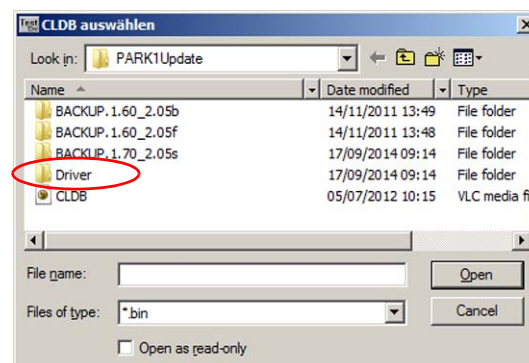 CLDB auswählen
Look in: PARK1Update
Name Date modified Type
BACKUP.1.60_2.05b 14/11/2011 13:49 File folder
BACKUP.1.60_2.05f 14/11/2011 13:48 File folder
BACKUP.1.70_2.05s 17/09/2014 09:14 File folder
Driver 17/09/2014 09:14 File folder
CLDB 05/07/2012 10:15 VLC media fi
File name: Open
Files of type: *.bin Cancel
Open as read-only